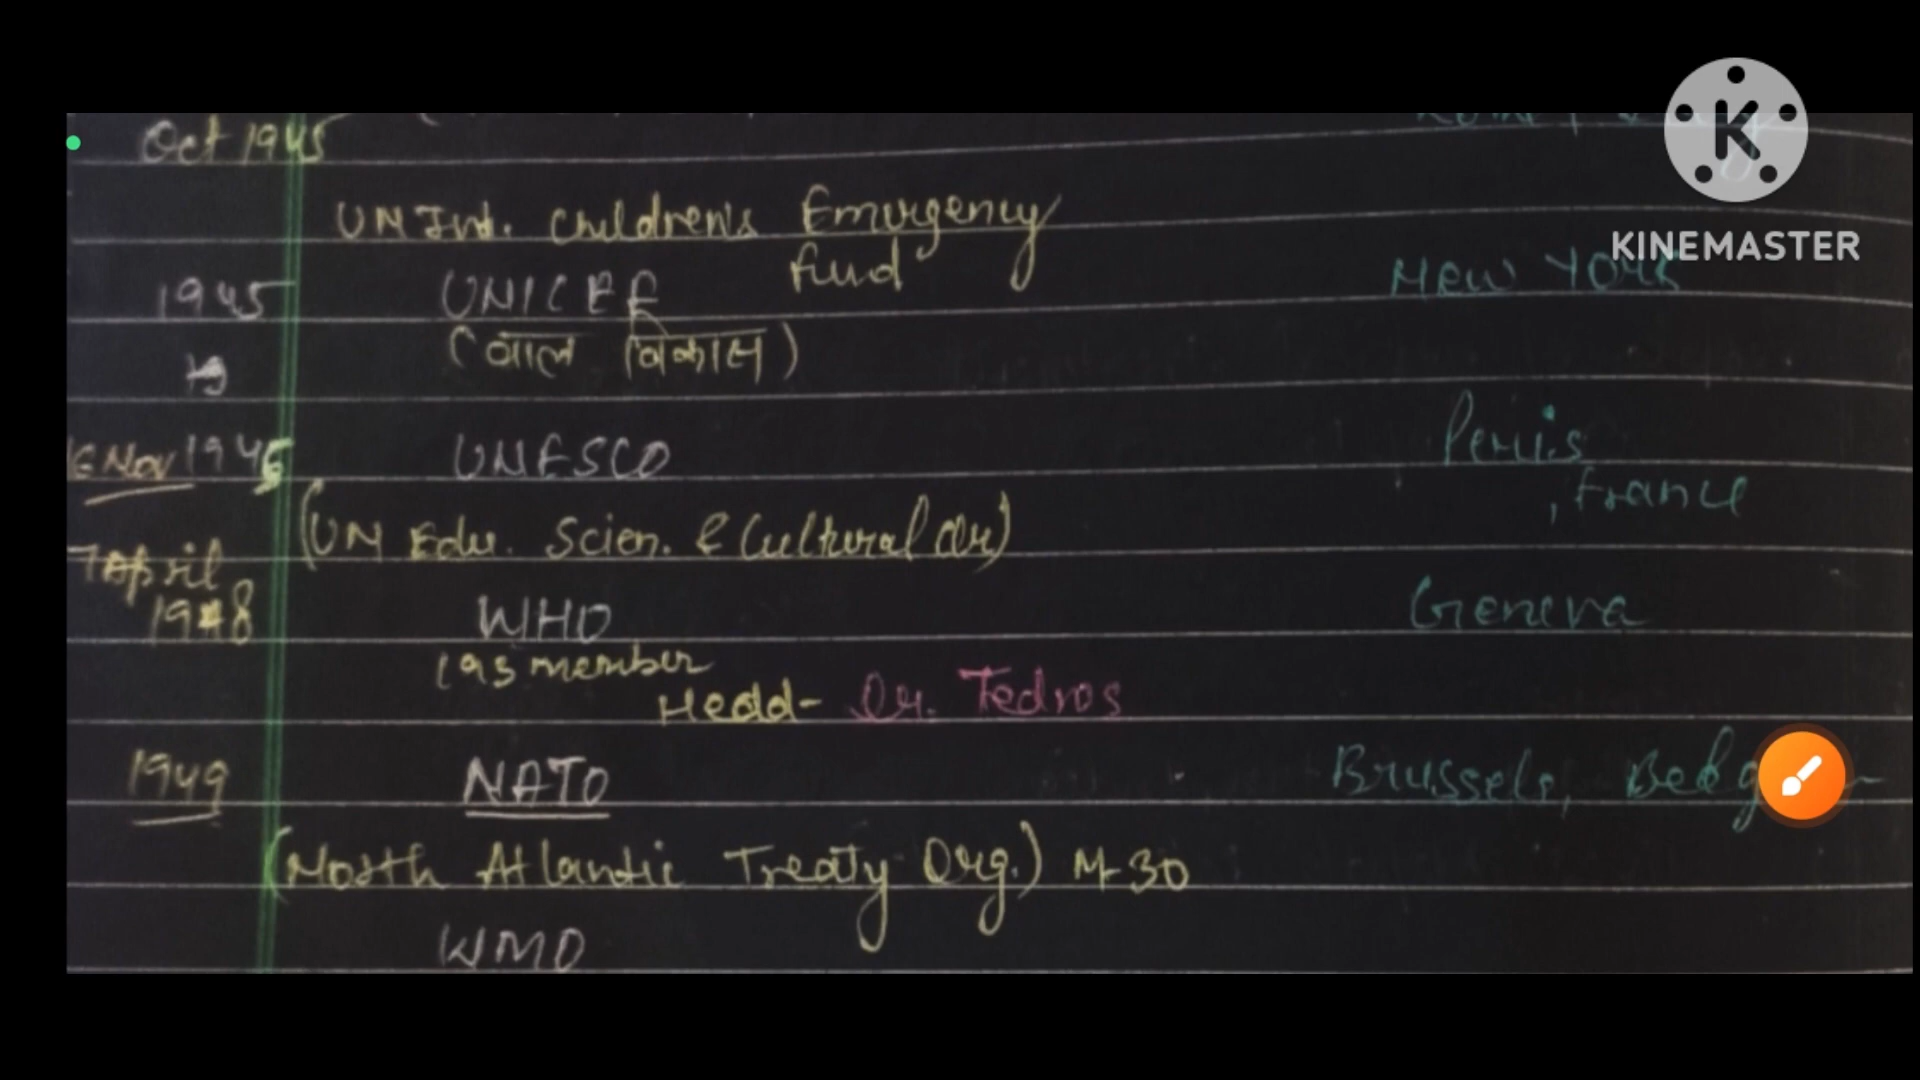 Oct 1945
KINEMASTER
UN Int. Children's Emergency
fund
1945 UNICEF New York
(बाल विकास)
16 Nov 1945 UNESCO Peris
, France
(UN Edu. Scien. & Cultural Or)
7 April
1948 WHO Geneva
193 member
Head- Dr. Tedros
1949 NATO Brussels,
(North Atlantic Treaty Org.) M-30
WMO